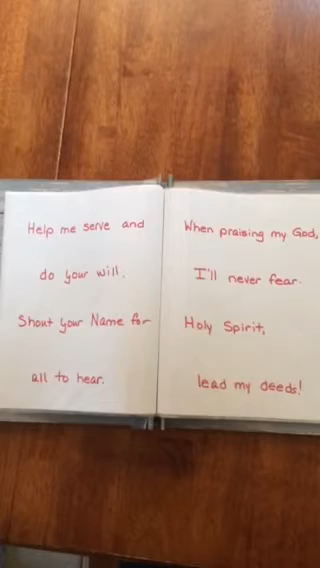 Help me serve and
do your will.
Shout your Name for
all to hear.
When praising my God,
I'll never fear.
Holy Spirit,
lead my deeds!